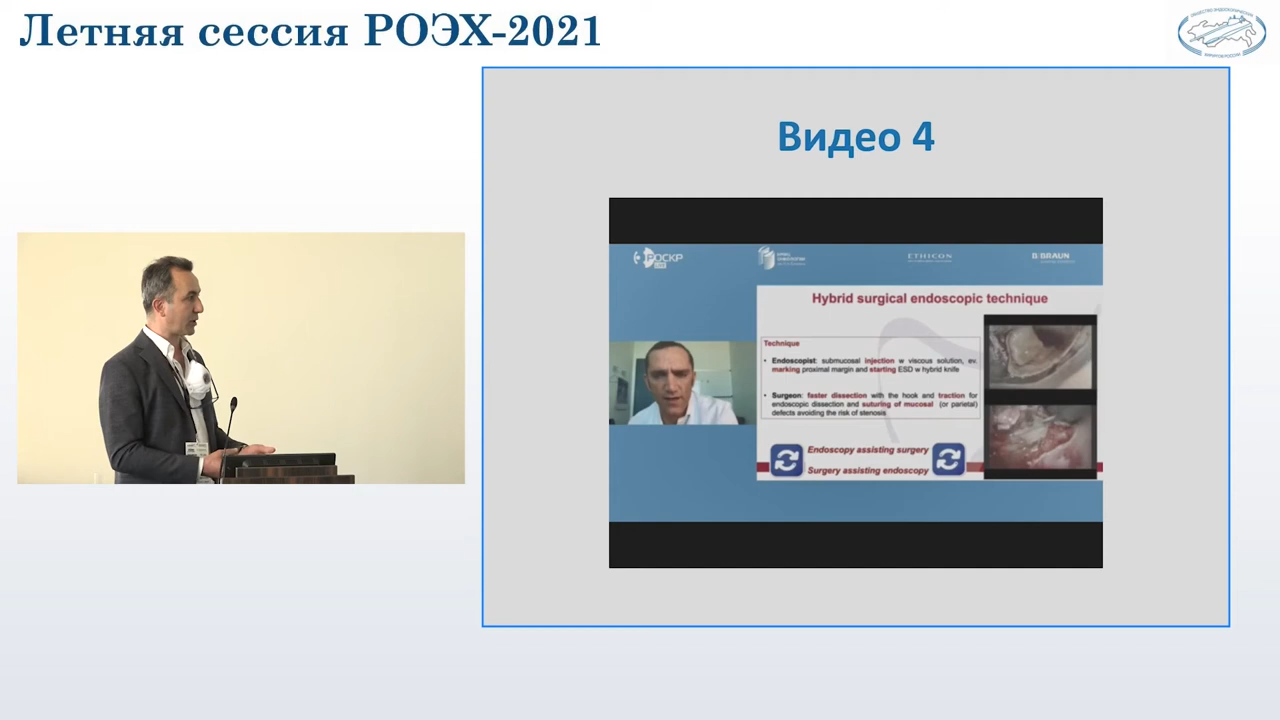 Летняя сессия РОЭХ-2021
Видео 4
РОСКР
ETHICON
B BRAUN
Hybrid surgical endoscopic technique
Technique
• Endoscopist: submucosal injection w viscous solution, ev.
marking proximal margin and starting ESD w hybrid knife
• Surgeon: faster dissection with the hook and traction for
endoscopic dissection and suturing of mucosal (or parietal)
defects avoiding the risk of stenosis
Endoscopy assisting surgery
Surgery assisting endoscopy